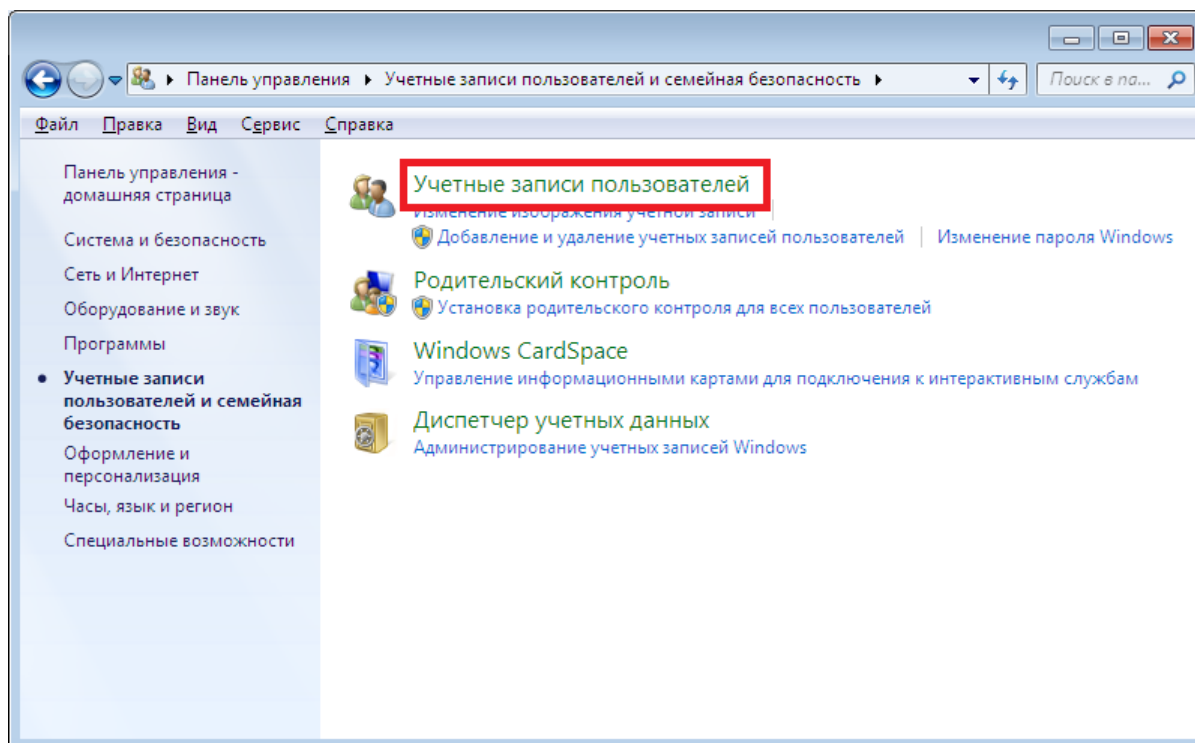 Панель управления Учетные записи пользователей и семейная безопасность Поиск в па...
Файл Правка Вид Сервис Справка
Панель управления -
домашняя страница
Система и безопасность
Сеть и Интернет
Оборудование и звук
Программы
Учетные записи
пользователей и семейная
безопасность
Оформление и
персонализация
Часы, язык и регион
Специальные возможности
Учетные записи пользователей
Изменение изображения учетной записи
Добавление и удаление учетных записей пользователей Изменение пароля Windows
Родительский контроль
Установка родительского контроля для всех пользователей
Windows CardSpace
Управление информационными картами для подключения к интерактивным службам
Диспетчер учетных данных
Администрирование учетных записей Windows